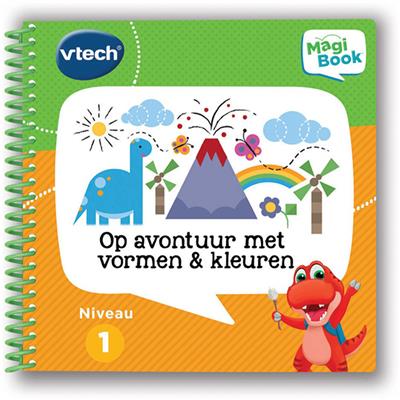 vtech
Magi
Book
Op avontuur met
vormen & kleuren
Niveau
1